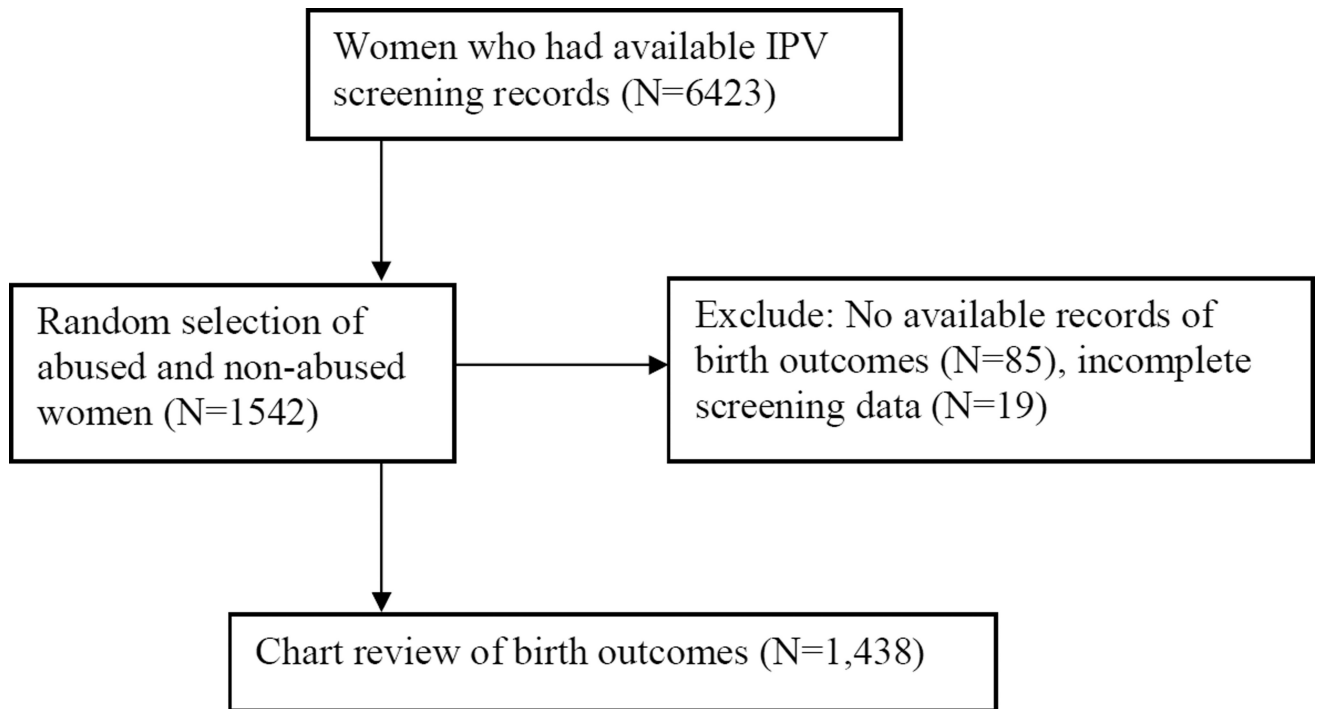 Women who had available IPV
screening records (N=6423)
Random selection of
abused and non-abused
women (N=1542)
Exclude: No available records of
birth outcomes (N=85), incomplete
screening data (N=19)
Chart review of birth outcomes (N=1,438)